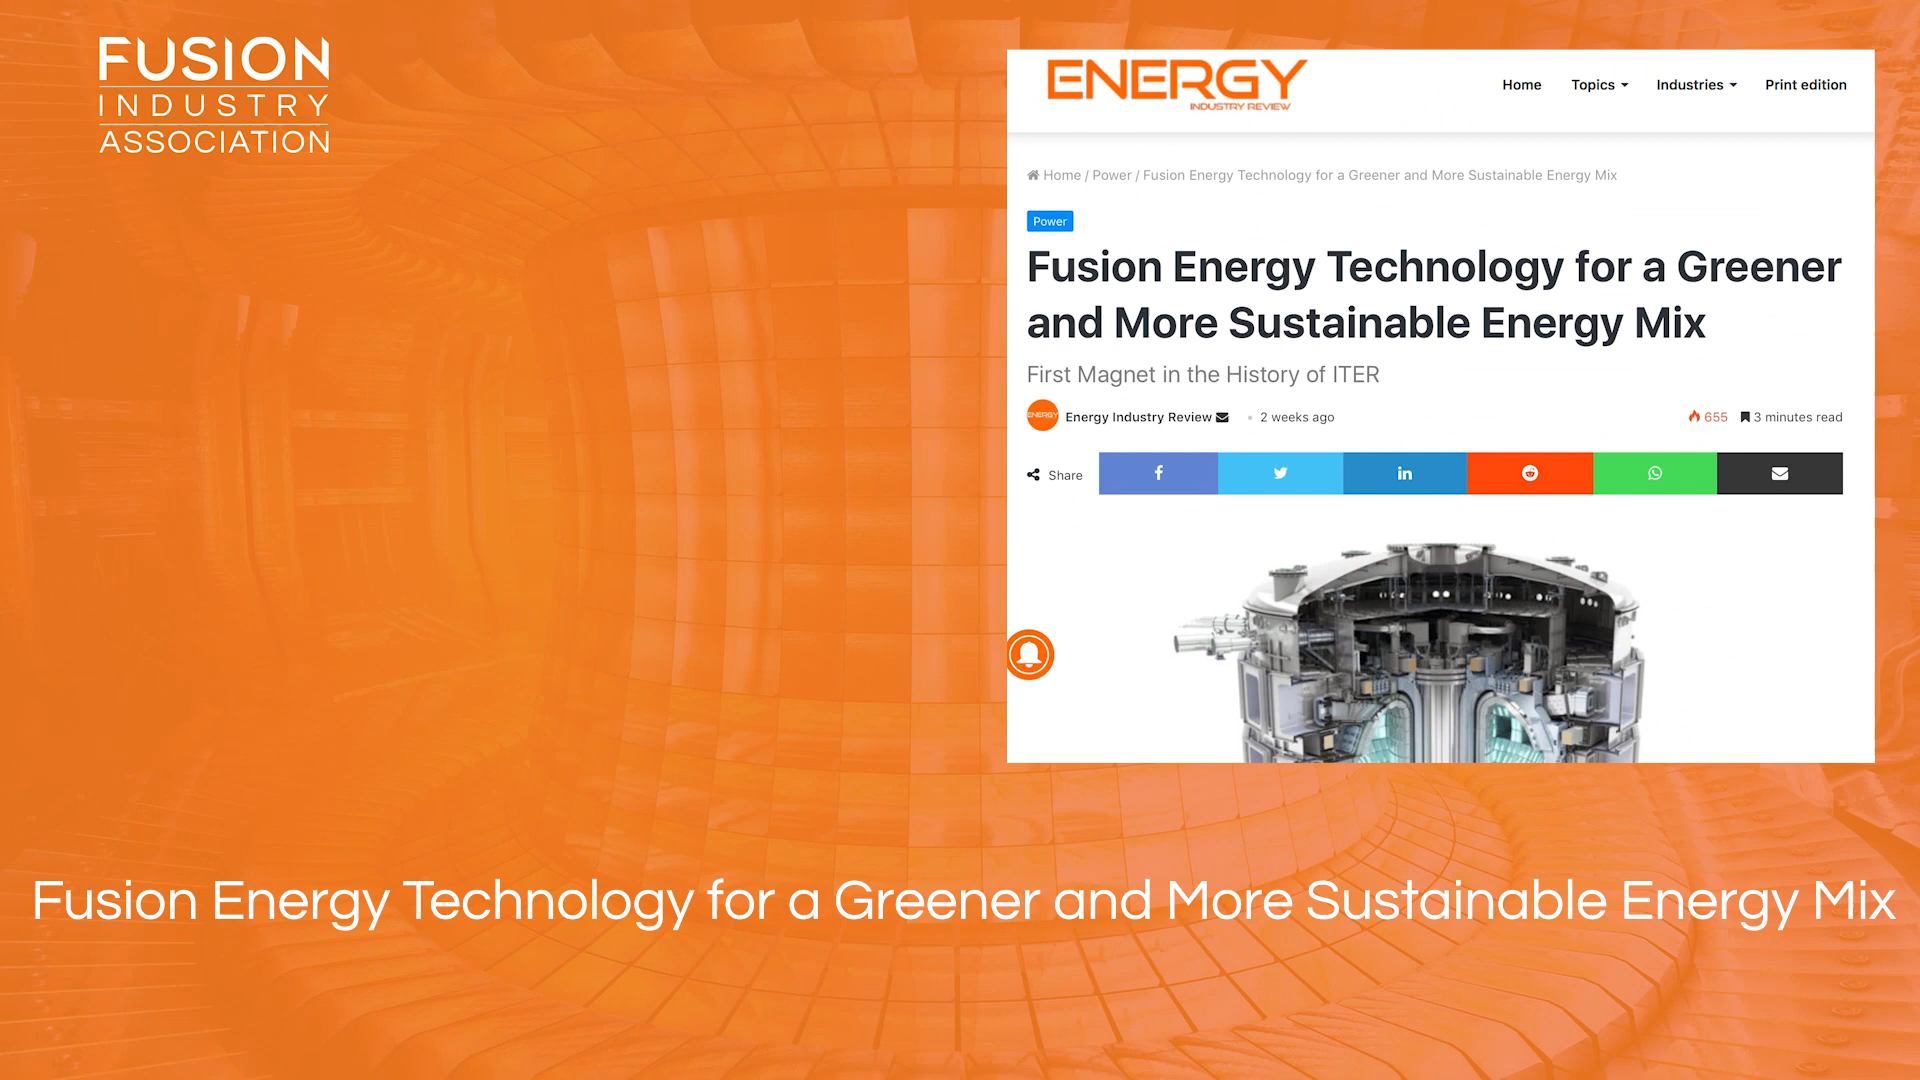 FUSION
INDUSTRY
ASSOCIATION
ENERGY
INDUSTRY REVIEW
Home Topics Industries Print edition
Home / Power / Fusion Energy Technology for a Greener and More Sustainable Energy Mix
Power
Fusion Energy Technology for a Greener
and More Sustainable Energy Mix
First Magnet in the History of ITER
ENERGY Energy Industry Review 2 weeks ago 655 3 minutes read
Share
Fusion Energy Technology for a Greener and More Sustainable Energy Mix